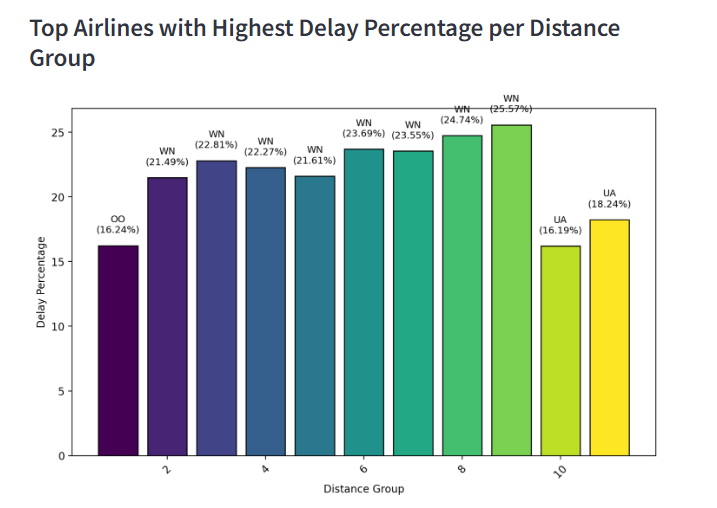 Top Airlines with Highest Delay Percentage per Distance
Group
WN
(25.57%)
WN
(24.74%)
WN
(23.69%)
WN
(23.55%)
WN
(22.81%)
WN
(22.27%)
WN
(21.49%)
WN
(21.61%)
UA
(18.24%)
OO
(16.24%)
UA
(16.19%)
25
20
15
10
5
0
Delay Percentage
2
4
6
8
10
Distance Group